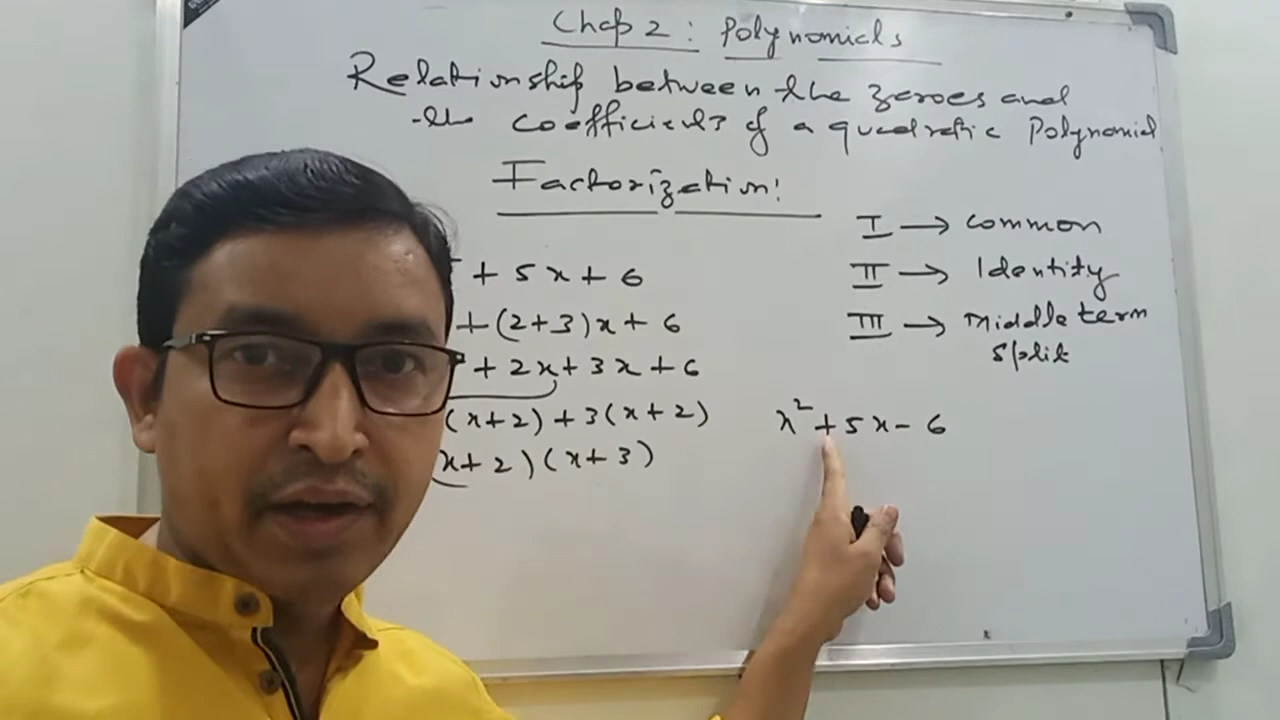 Chap 2: Polynomials
Relationship between the zeroes and
the coefficients of a quadratic Polynomial
Factorization:
+ 5x + 6
+ (2+3)x + 6
+ 2x + 3x + 6
(x+2) + 3(x+2)
x+2)(x+3)
I → Common
II → Identity
III → Middle term
Split
x² + 5x - 6